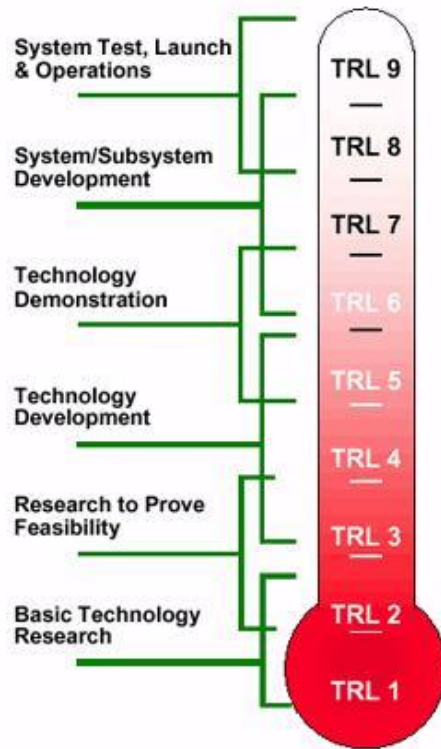 System Test, Launch
& Operations
System/Subsystem
Development
Technology
Demonstration
Technology
Development
Research to Prove
Feasibility
Basic Technology
Research
TRL 9
TRL 8
TRL 7
TRL 6
TRL 5
TRL 4
TRL 3
TRL 2
TRL 1